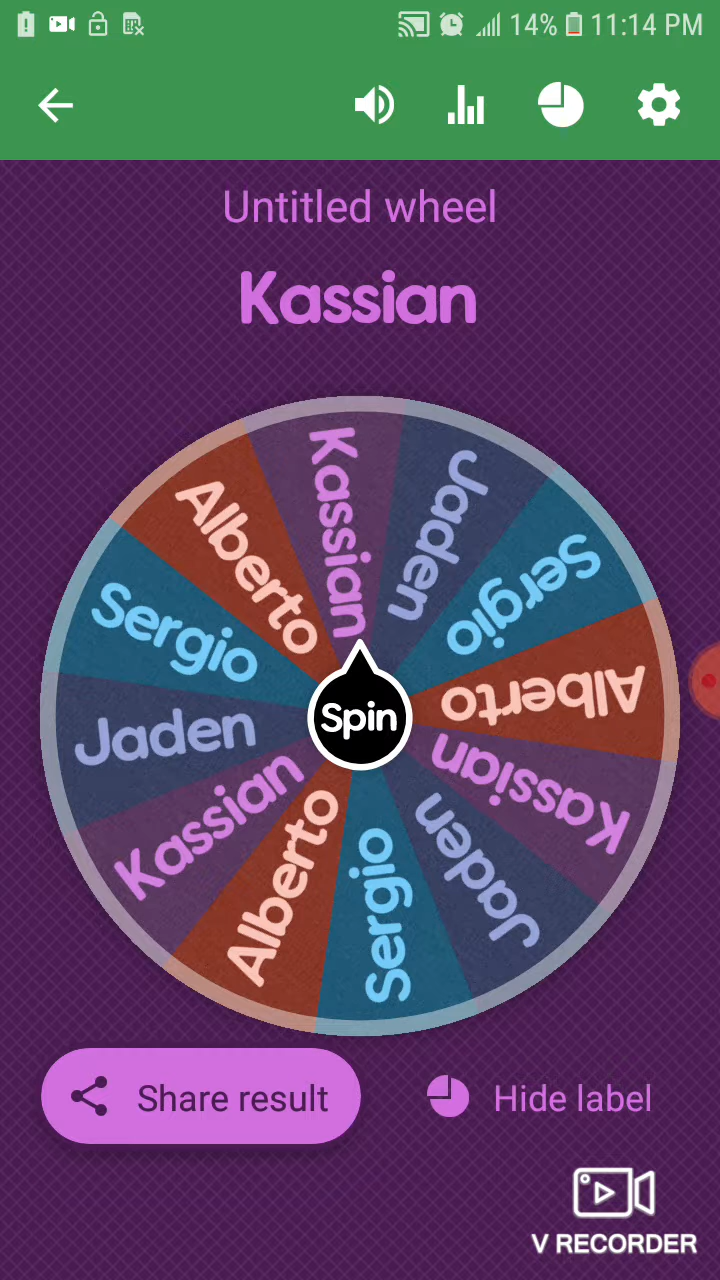 14% 11:14 PM
Untitled wheel
Kassian
Kassian
Jaden
Sergio
Alberto
Kassian
Jaden
Sergio
Alberto
Kassian
Jaden
Sergio
Alberto
Spin
Share result
Hide label
V RECORDER